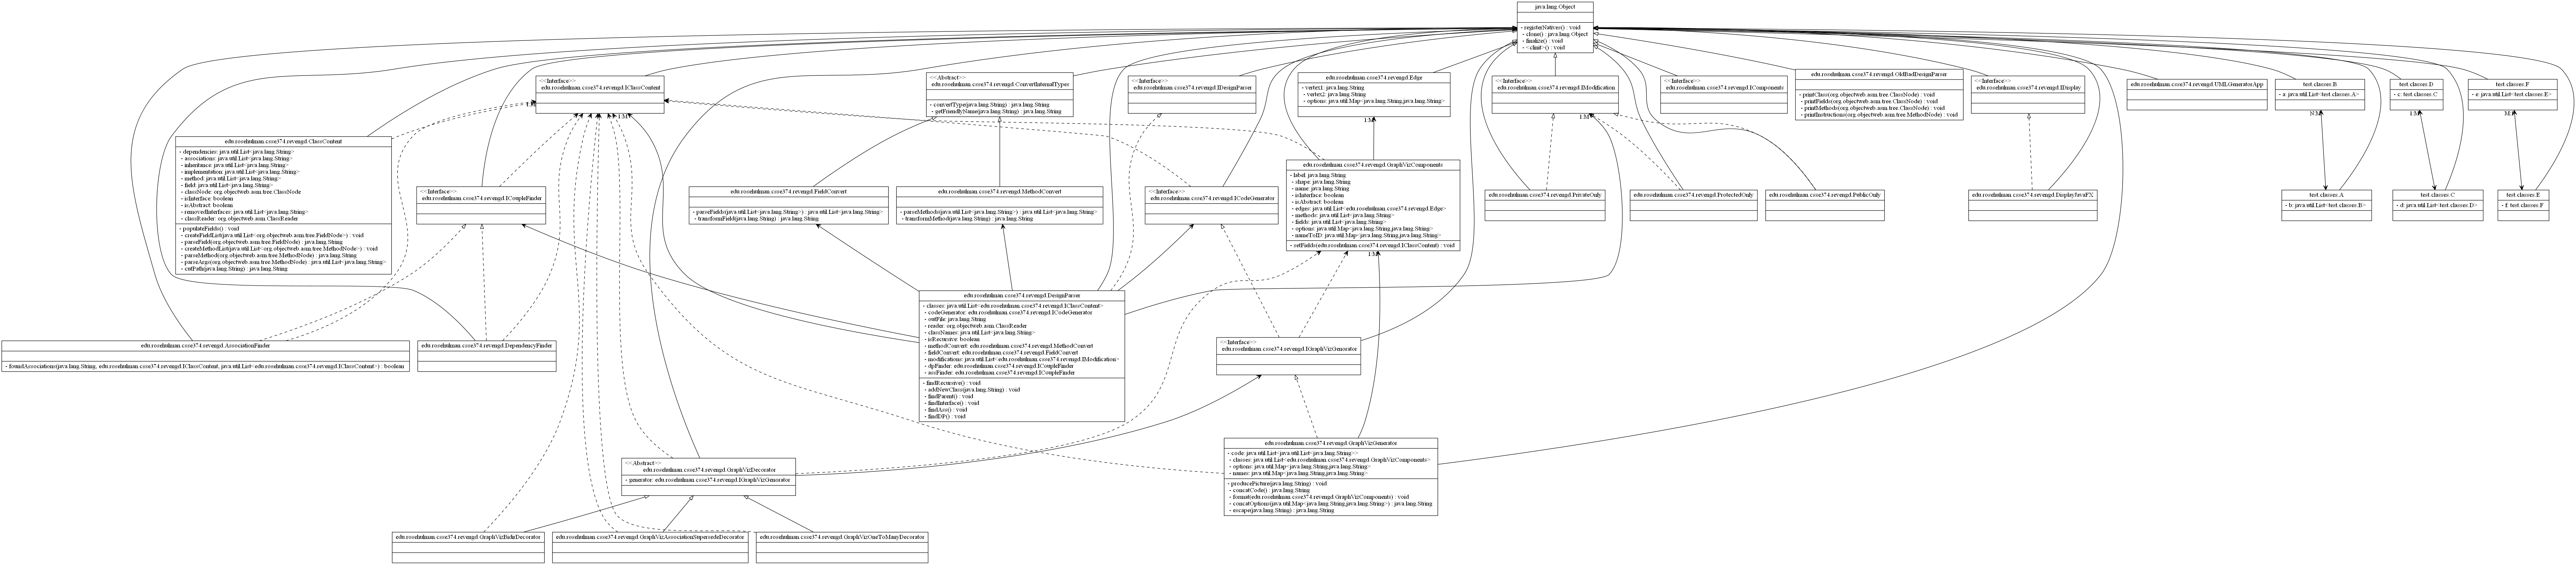 java.lang.Object
- registerNatives() : void
- clone() : java.lang.Object
- finalize() : void
- <clinit>() : void
<<Interface>>
edu.rosehulman.csse374.revengd.IClassContent
1:M
<<Abstract>>
edu.rosehulman.csse374.revengd.ConvertInternalTypes
- convertType(java.lang.String) : java.lang.String
- getFriendlyName(java.lang.String) : java.lang.String
<<Interface>>
edu.rosehulman.csse374.revengd.IDesignParser
edu.rosehulman.csse374.revengd.Edge
- vertex1: java.lang.String
- vertex2: java.lang.String
- options: java.util.Map<java.lang.String,java.lang.String>
1:M
<<Interface>>
edu.rosehulman.csse374.revengd.IModification
1:M
<<Interface>>
edu.rosehulman.csse374.revengd.IComponents
edu.rosehulman.csse374.revengd.OldBadDesignParser
- printClass(org.objectweb.asm.tree.ClassNode) : void
- printFields(org.objectweb.asm.tree.ClassNode) : void
- printMethods(org.objectweb.asm.tree.ClassNode) : void
- printInstructions(org.objectweb.asm.tree.MethodNode) : void
<<Interface>>
edu.rosehulman.csse374.revengd.IDisplay
edu.rosehulman.csse374.revengd.UMLGeneratorApp
test.classes.B
- a: java.util.List<test.classes.A>
test.classes.D
- c: test.classes.C
1:M
test.classes.F
- e: java.util.List<test.classes.E>
edu.rosehulman.csse374.revengd.ClassContent
- dependencies: java.util.List<java.lang.String>
- associations: java.util.List<java.lang.String>
- inheritance: java.util.List<java.lang.String>
- implementation: java.util.List<java.lang.String>
- method: java.util.List<java.lang.String>
- field: java.util.List<java.lang.String>
- classNode: org.objectweb.asm.tree.ClassNode
- isInterface: boolean
- isAbstract: boolean
- removedInterfaces: java.util.List<java.lang.String>
- classReader: org.objectweb.asm.ClassReader
- populateFields() : void
- createFieldList(java.util.List<org.objectweb.asm.tree.FieldNode>) : void
- parseField(org.objectweb.asm.tree.FieldNode) : java.lang.String
- createMethodList(java.util.List<org.objectweb.asm.tree.MethodNode>) : void
- parseMethod(org.objectweb.asm.tree.MethodNode) : java.lang.String
- parseArgs(org.objectweb.asm.tree.MethodNode) : java.util.List<java.lang.String>
- cutPath(java.lang.String) : java.lang.String
<<Interface>>
edu.rosehulman.csse374.revengd.ICoupleFinder
edu.rosehulman.csse374.revengd.FieldConvert
- parseFields(java.util.List<java.lang.String>) : java.util.List<java.lang.String>
- transformField(java.lang.String) : java.lang.String
edu.rosehulman.csse374.revengd.MethodConvert
- parseMethods(java.util.List<java.lang.String>) : java.util.List<java.lang.String>
- transformMethod(java.lang.String) : java.lang.String
<<Interface>>
edu.rosehulman.csse374.revengd.ICodeGenerator
edu.rosehulman.csse374.revengd.GraphVizComponents
- label: java.lang.String
- shape: java.lang.String
- name: java.lang.String
- isInterface: boolean
- isAbstract: boolean
- edges: java.util.List<edu.rosehulman.csse374.revengd.Edge>
- methods: java.util.List<java.lang.String>
- fields: java.util.List<java.lang.String>
- options: java.util.Map<java.lang.String,java.lang.String>
- nameToID: java.util.Map<java.lang.String,java.lang.String>
- setFields(edu.rosehulman.csse374.revengd.IClassContent) : void
1:M
edu.rosehulman.csse374.revengd.PrivateOnly
edu.rosehulman.csse374.revengd.ProtectedOnly
edu.rosehulman.csse374.revengd.PublicOnly
edu.rosehulman.csse374.revengd.DisplayJavaFX
test.classes.A
- b: java.util.List<test.classes.B>
test.classes.C
- d: java.util.List<test.classes.D>
test.classes.E
- f: test.classes.F
edu.rosehulman.csse374.revengd.DesignParser
- classes: java.util.List<edu.rosehulman.csse374.revengd.IClassContent>
- codeGenerator: edu.rosehulman.csse374.revengd.ICodeGenerator
- outFile: java.lang.String
- reader: org.objectweb.asm.ClassReader
- classNames: java.util.List<java.lang.String>
- isRecursive: boolean
- methodConvert: edu.rosehulman.csse374.revengd.MethodConvert
- fieldConvert: edu.rosehulman.csse374.revengd.FieldConvert
- modifications: java.util.List<edu.rosehulman.csse374.revengd.IModification>
- dpFinder: edu.rosehulman.csse374.revengd.ICoupleFinder
- assFinder: edu.rosehulman.csse374.revengd.ICoupleFinder
- findRecursive() : void
- addNewClass(java.lang.String) : void
- findParent() : void
- findInterface() : void
- findAss() : void
- findDP() : void
edu.rosehulman.csse374.revengd.AssociationFinder
- foundAssociations(java.lang.String, edu.rosehulman.csse374.revengd.IClassContent, java.util.List<edu.rosehulman.csse374.revengd.IClassContent>) : boolean
edu.rosehulman.csse374.revengd.DependencyFinder
<<Interface>>
edu.rosehulman.csse374.revengd.IGraphVizGenerator
edu.rosehulman.csse374.revengd.GraphVizGenerator
- code: java.util.List<java.util.List<java.lang.String>>
- classes: java.util.List<edu.rosehulman.csse374.revengd.GraphVizComponents>
- options: java.util.Map<java.lang.String,java.lang.String>
- names: java.util.Map<java.lang.String,java.lang.String>
- producePicture(java.lang.String) : void
- concatCode() : java.lang.String
- format(edu.rosehulman.csse374.revengd.GraphVizComponents) : void
- concatOptions(java.util.Map<java.lang.String,java.lang.String>) : java.lang.String
- escape(java.lang.String) : java.lang.String
<<Abstract>>
edu.rosehulman.csse374.revengd.GraphVizDecorator
- generator: edu.rosehulman.csse374.revengd.IGraphVizGenerator
edu.rosehulman.csse374.revengd.GraphVizBidirDecorator
edu.rosehulman.csse374.revengd.GraphVizAssociationSupersedeDecorator
edu.rosehulman.csse374.revengd.GraphVizOneToManyDecorator